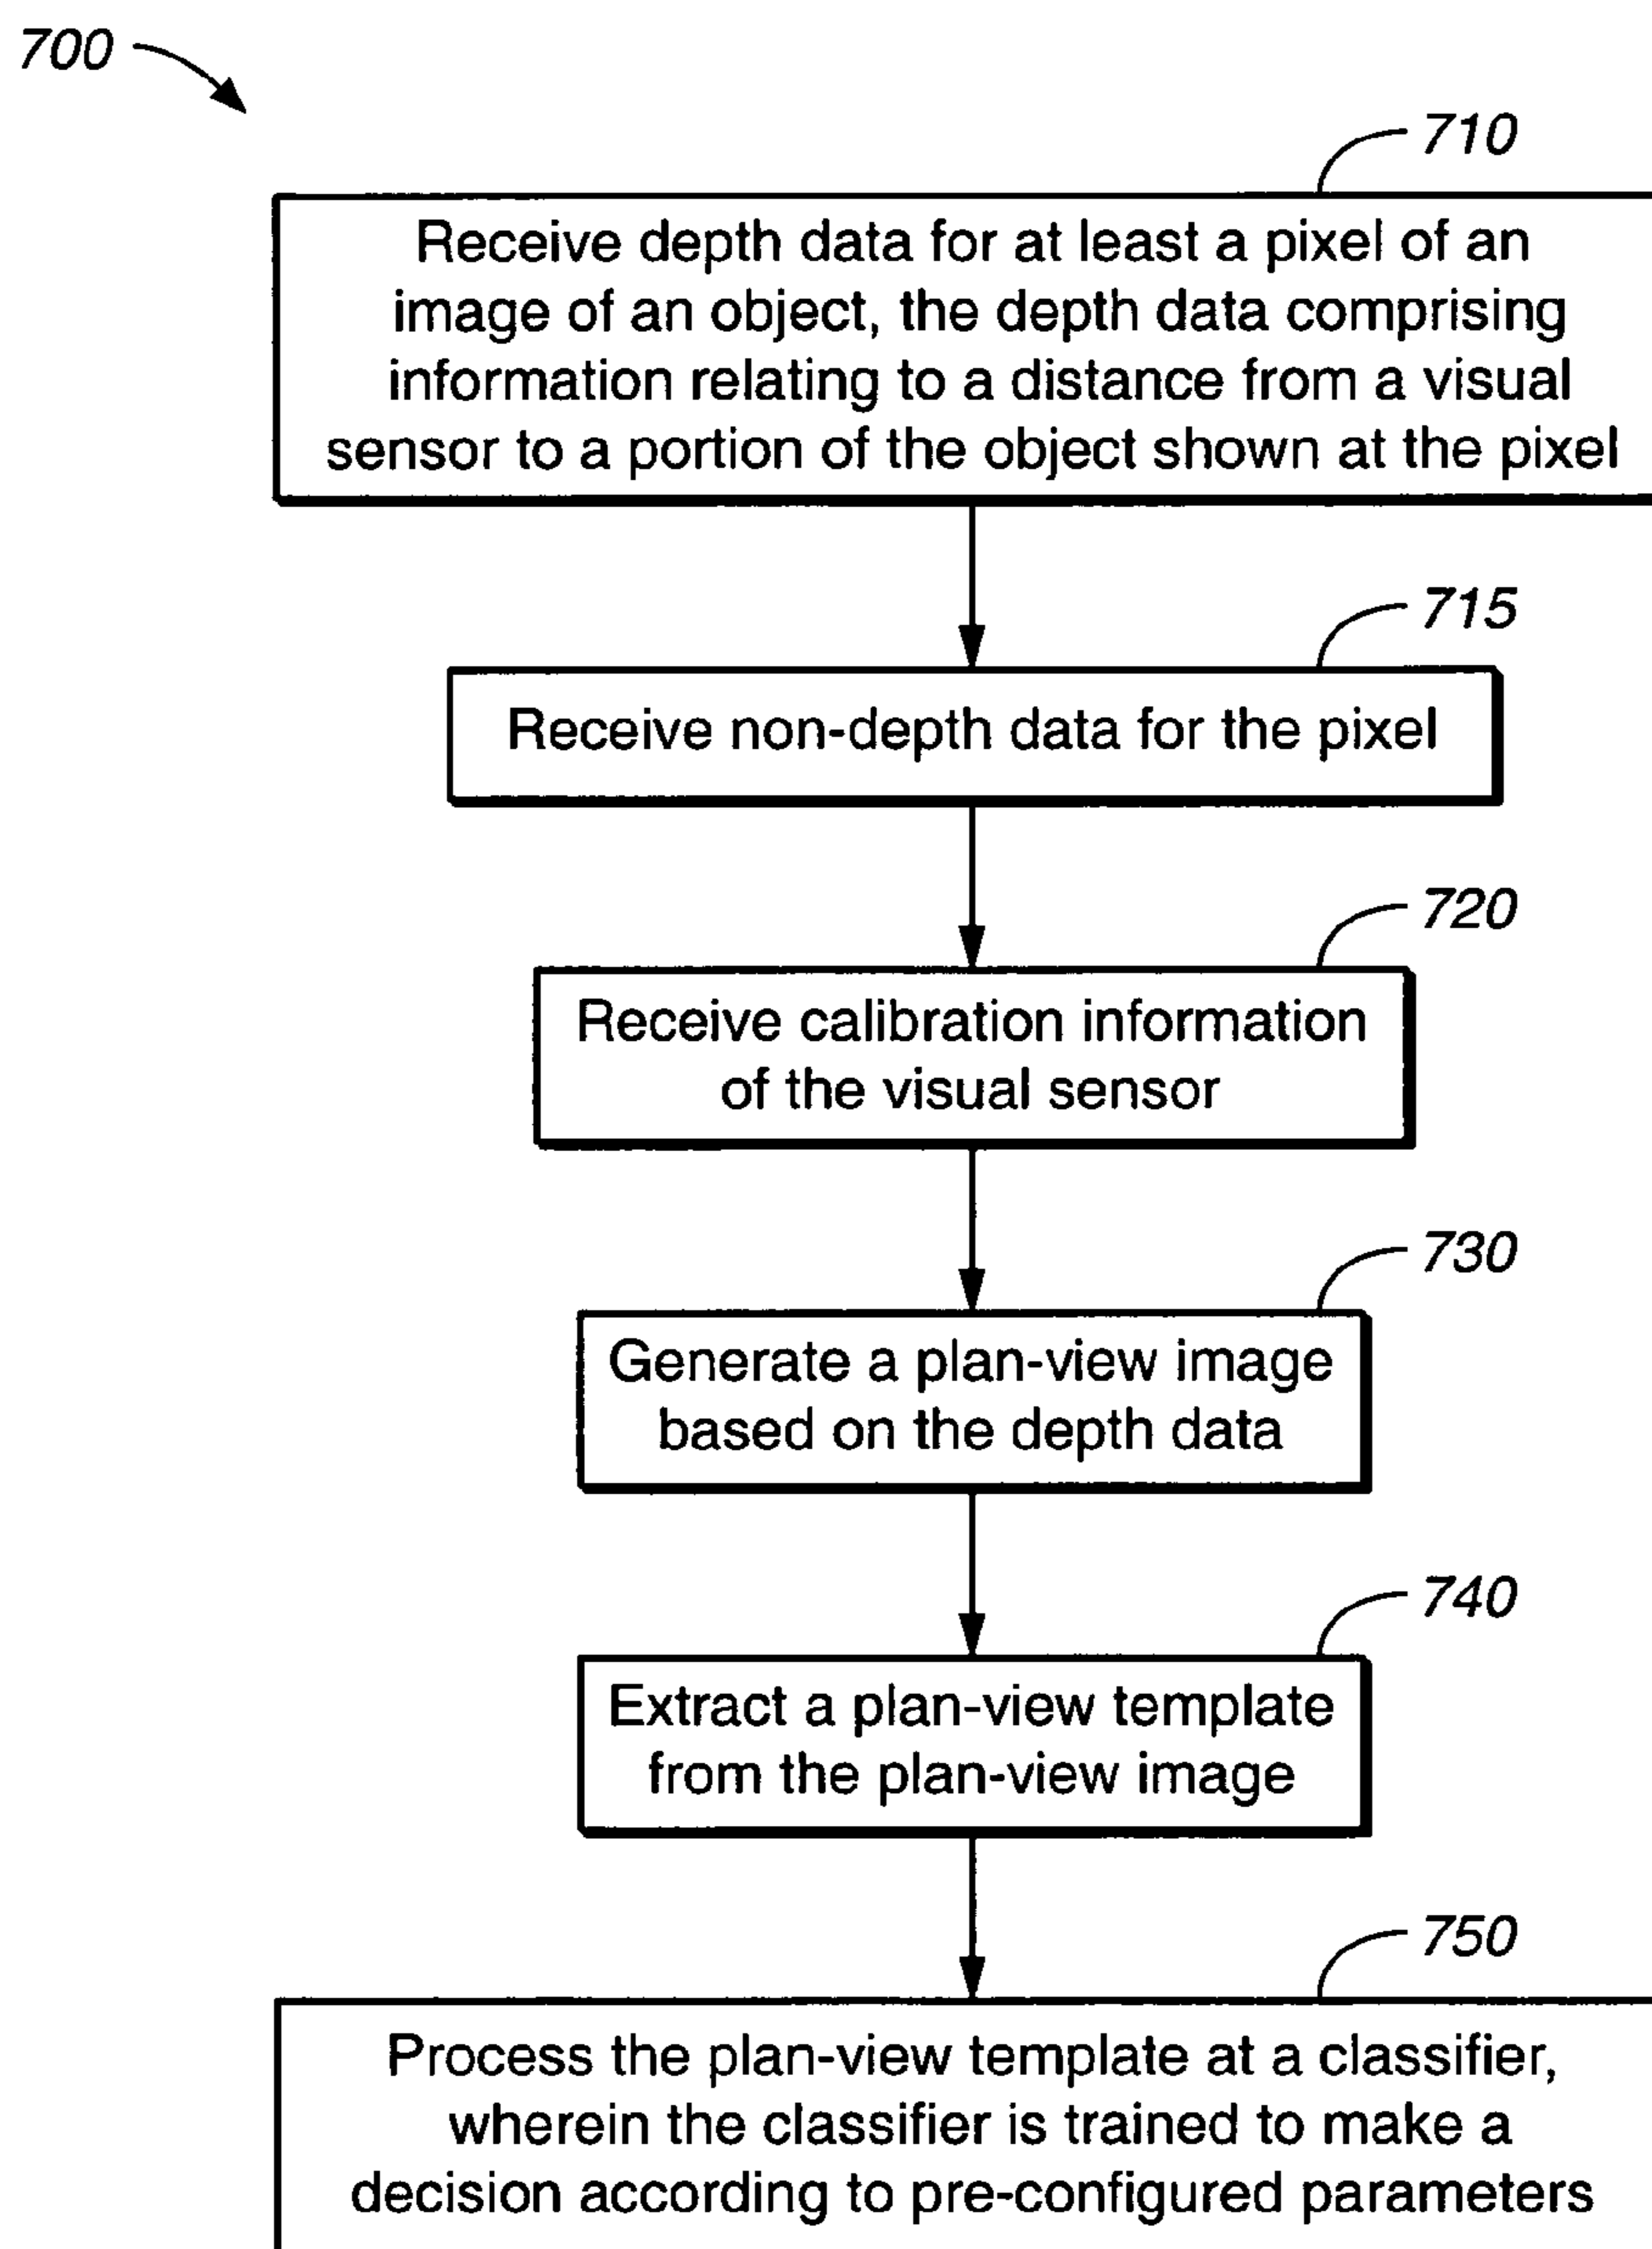 700
710
Receive depth data for at least a pixel of an
image of an object, the depth data comprising
information relating to a distance from a visual
sensor to a portion of the object shown at the pixel
715
Receive non-depth data for the pixel
720
Receive calibration information
of the visual sensor
730
Generate a plan-view image
based on the depth data
740
Extract a plan-view template
from the plan-view image
750
Process the plan-view template at a classifier,
wherein the classifier is trained to make a
decision according to pre-configured parameters